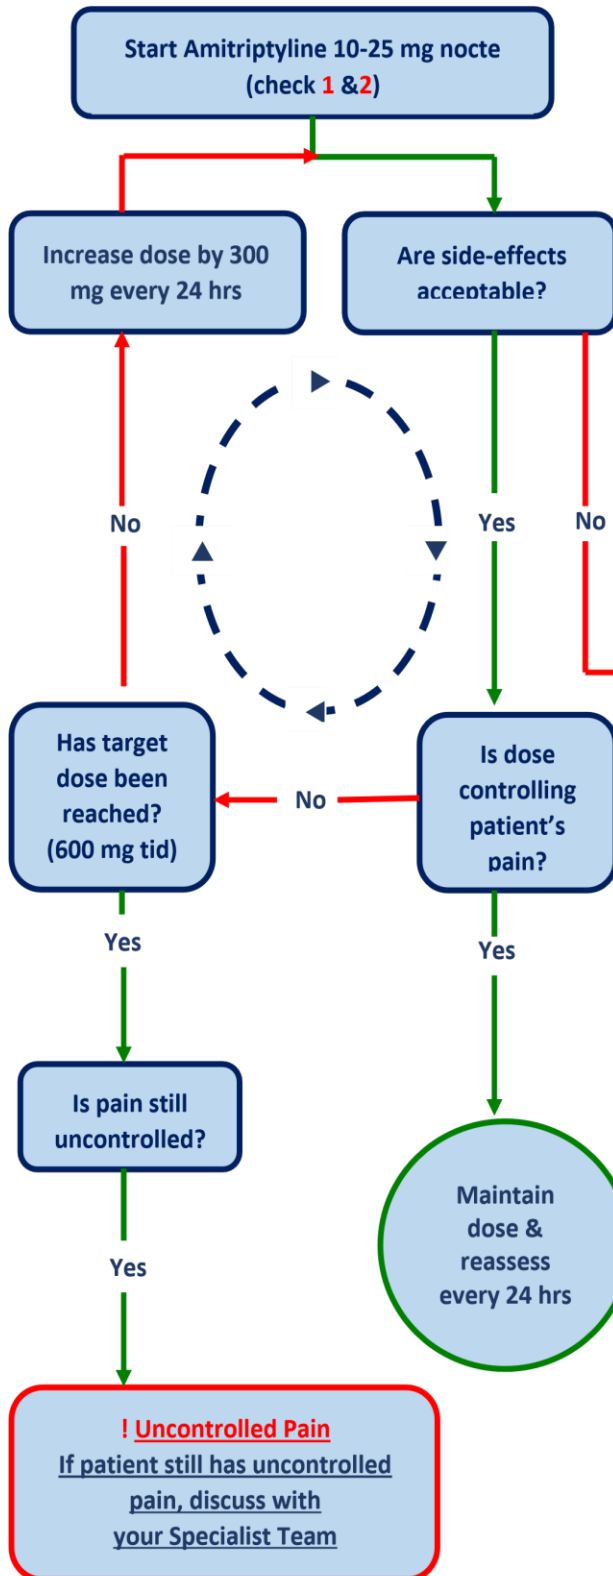 Start Amitriptyline 10-25 mg nocte
(check 1 &2)
Increase dose by 300
mg every 24 hrs
Are side-effects
acceptable?
No
Yes
No
Has target
dose been
reached?
(600 mg tid)
No
Is dose
controlling
patient's
pain?
Yes
Yes
Is pain still
uncontrolled?
Maintain
dose &
reassess
every 24 hrs
Yes
! Uncontrolled Pain
If patient still has uncontrolled
pain, discuss with
your Specialist Team